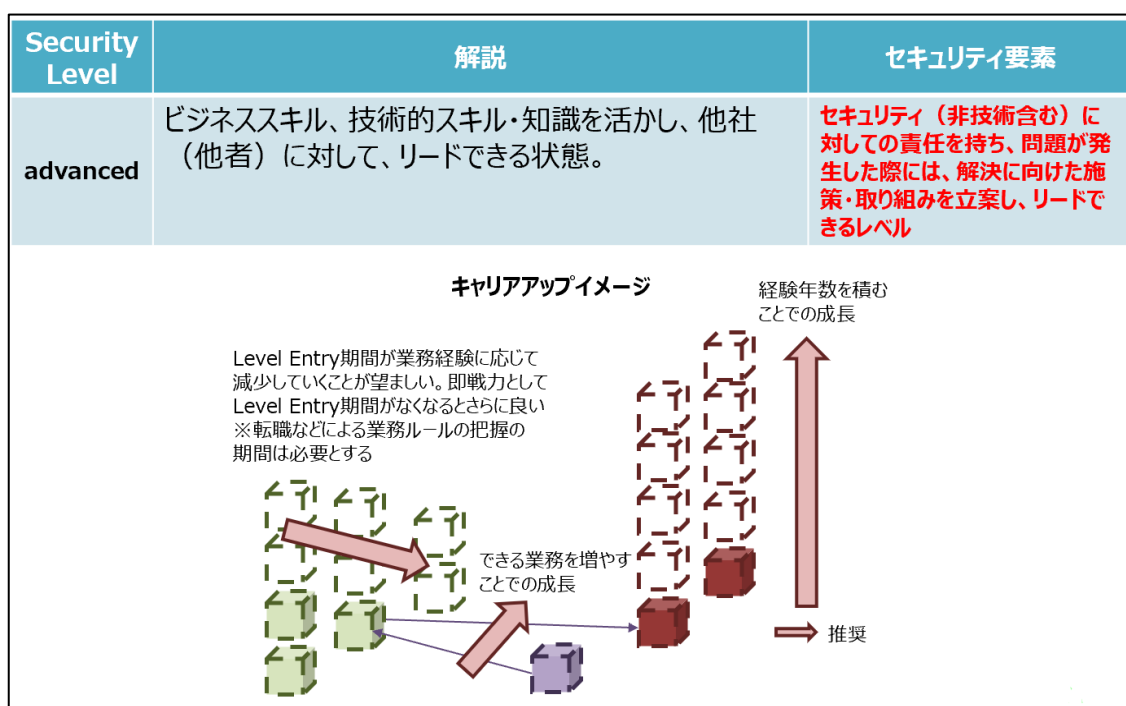 Security
Level
解説
セキュリティ要素
advanced
ビジネススキル、技術的スキル・知識を活かし、他社
（他者）に対して、リードできる状態。
セキュリティ（非技術含む）に
対しての責任を持ち、問題が発
生した際には、解決に向けた施
策・取り組みを立案し、リードで
きるレベル
キャリアアップイメージ
経験年数を積む
ことでの成長
Level Entry期間が業務経験に応じて
減少していくことが望ましい。即戦力として
Level Entry期間がなくなるとさらに良い
※転職などによる業務ルールの把握の
期間は必要とする
できる業務を増やす
ことでの成長
推奨